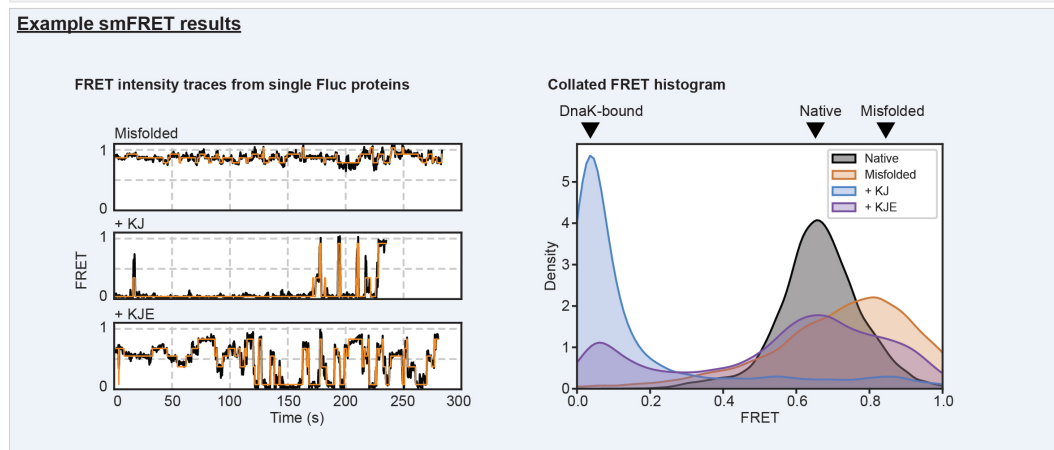 Example smFRET results
FRET intensity traces from single Fluc proteins
Misfolded
1
0
+ KJ
1
0
+ KJE
1
0
FRET
0 50 100 150 200 250 300
Time (s)
Collated FRET histogram
DnaK-bound Native Misfolded
Native
Misfolded
+ KJ
+ KJE
5
4
3
2
1
0
Density
0.0 0.2 0.4 0.6 0.8 1.0
FRET